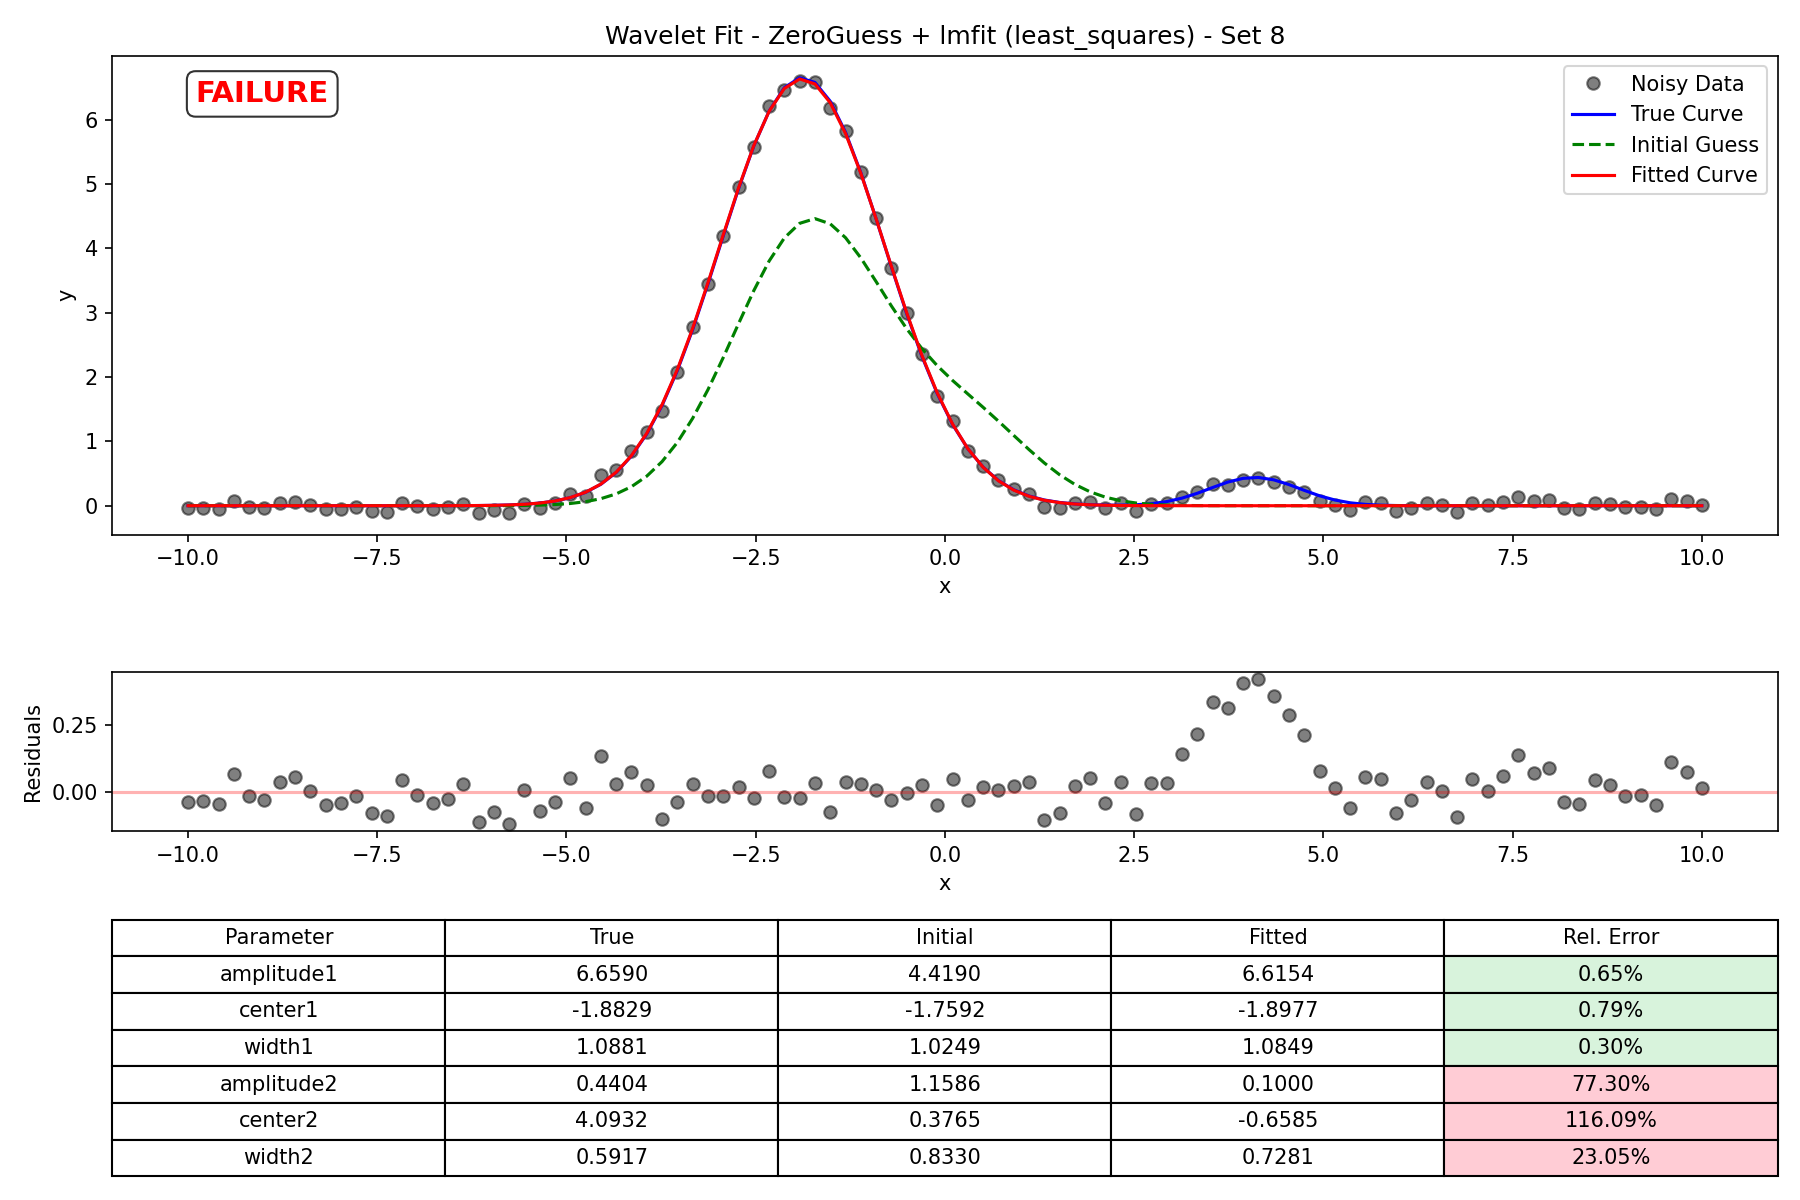 Wavelet Fit - ZeroGuess + lmfit (least_squares) - Set 8
FAILURE
Noisy Data
True Curve
Initial Guess
Fitted Curve
y
6
5
4
3
2
1
0
−10.0 −7.5 −5.0 −2.5 0.0 2.5 5.0 7.5 10.0
x
Residuals
0.25
0.00
−10.0 −7.5 −5.0 −2.5 0.0 2.5 5.0 7.5 10.0
x
Parameter True Initial Fitted Rel. Error
amplitude1 6.6590 4.4190 6.6154 0.65%
center1 -1.8829 -1.7592 -1.8977 0.79%
width1 1.0881 1.0249 1.0849 0.30%
amplitude2 0.4404 1.1586 0.1000 77.30%
center2 4.0932 0.3765 -0.6585 116.09%
width2 0.5917 0.8330 0.7281 23.05%